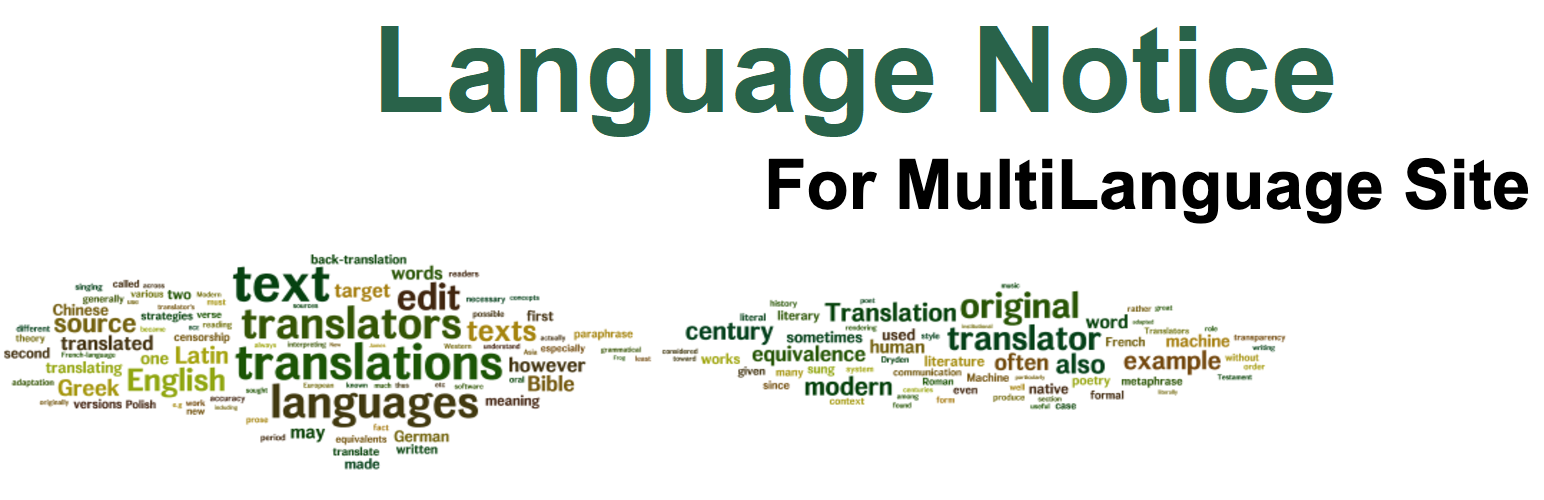 Language Notice
For MultiLanguage Site
back-translation
text words readers
singing called across
generally various two Modern must
target edit necessary concepts
Chinese strategies verse translator's sources
source translators possible first
different become reading texts actually paraphrase
theory translated censorship
second French-language one Latin always interpreting New James Western understand Asia especially grammatical
translating translations however Frog least
adaptation Greek English sought European known much thus etc software oral Bible
originally versions Polish e.g work new accuracy including languages meaning
prose fact
period may equivalents German
translate written
made
music
history poet
literal literary Translation original rather great
century rendering institutional word adapted
sometimes used style translator Translators role
considered toward works equivalence human French machine transparency writing
Dryden literature often also example without order
given many sung system communication Machine particularly poetry metaphrase Testament
since modern Roman centuries even well native formal literally
context among found form produce section useful case